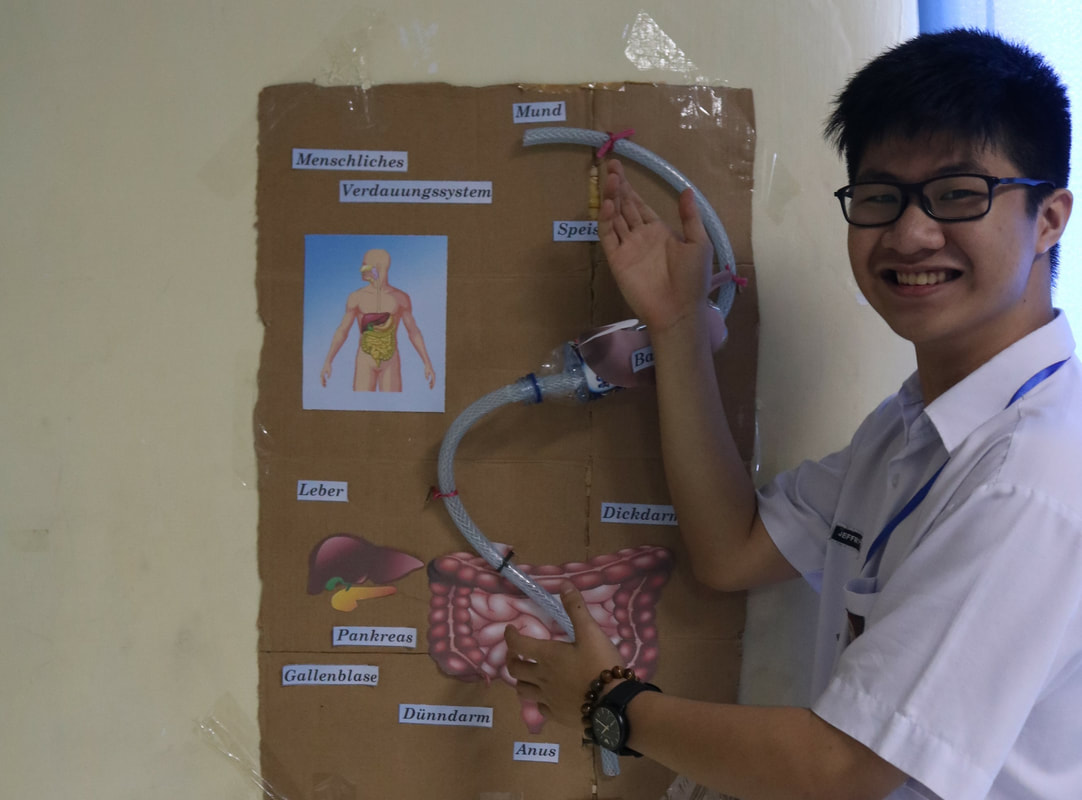 Mund
Menschliches
Verdauungssystem
Leber
Dickdarm
Pankreas
Gallenblase
Dünndarm
Anus